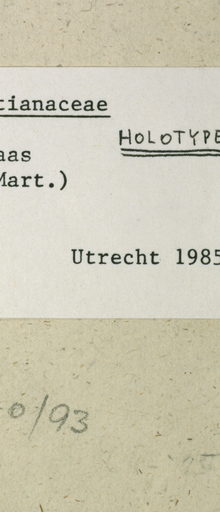 tianaceae
HOLOTYPE
aas
Mart.)
Utrecht 1985
0/93